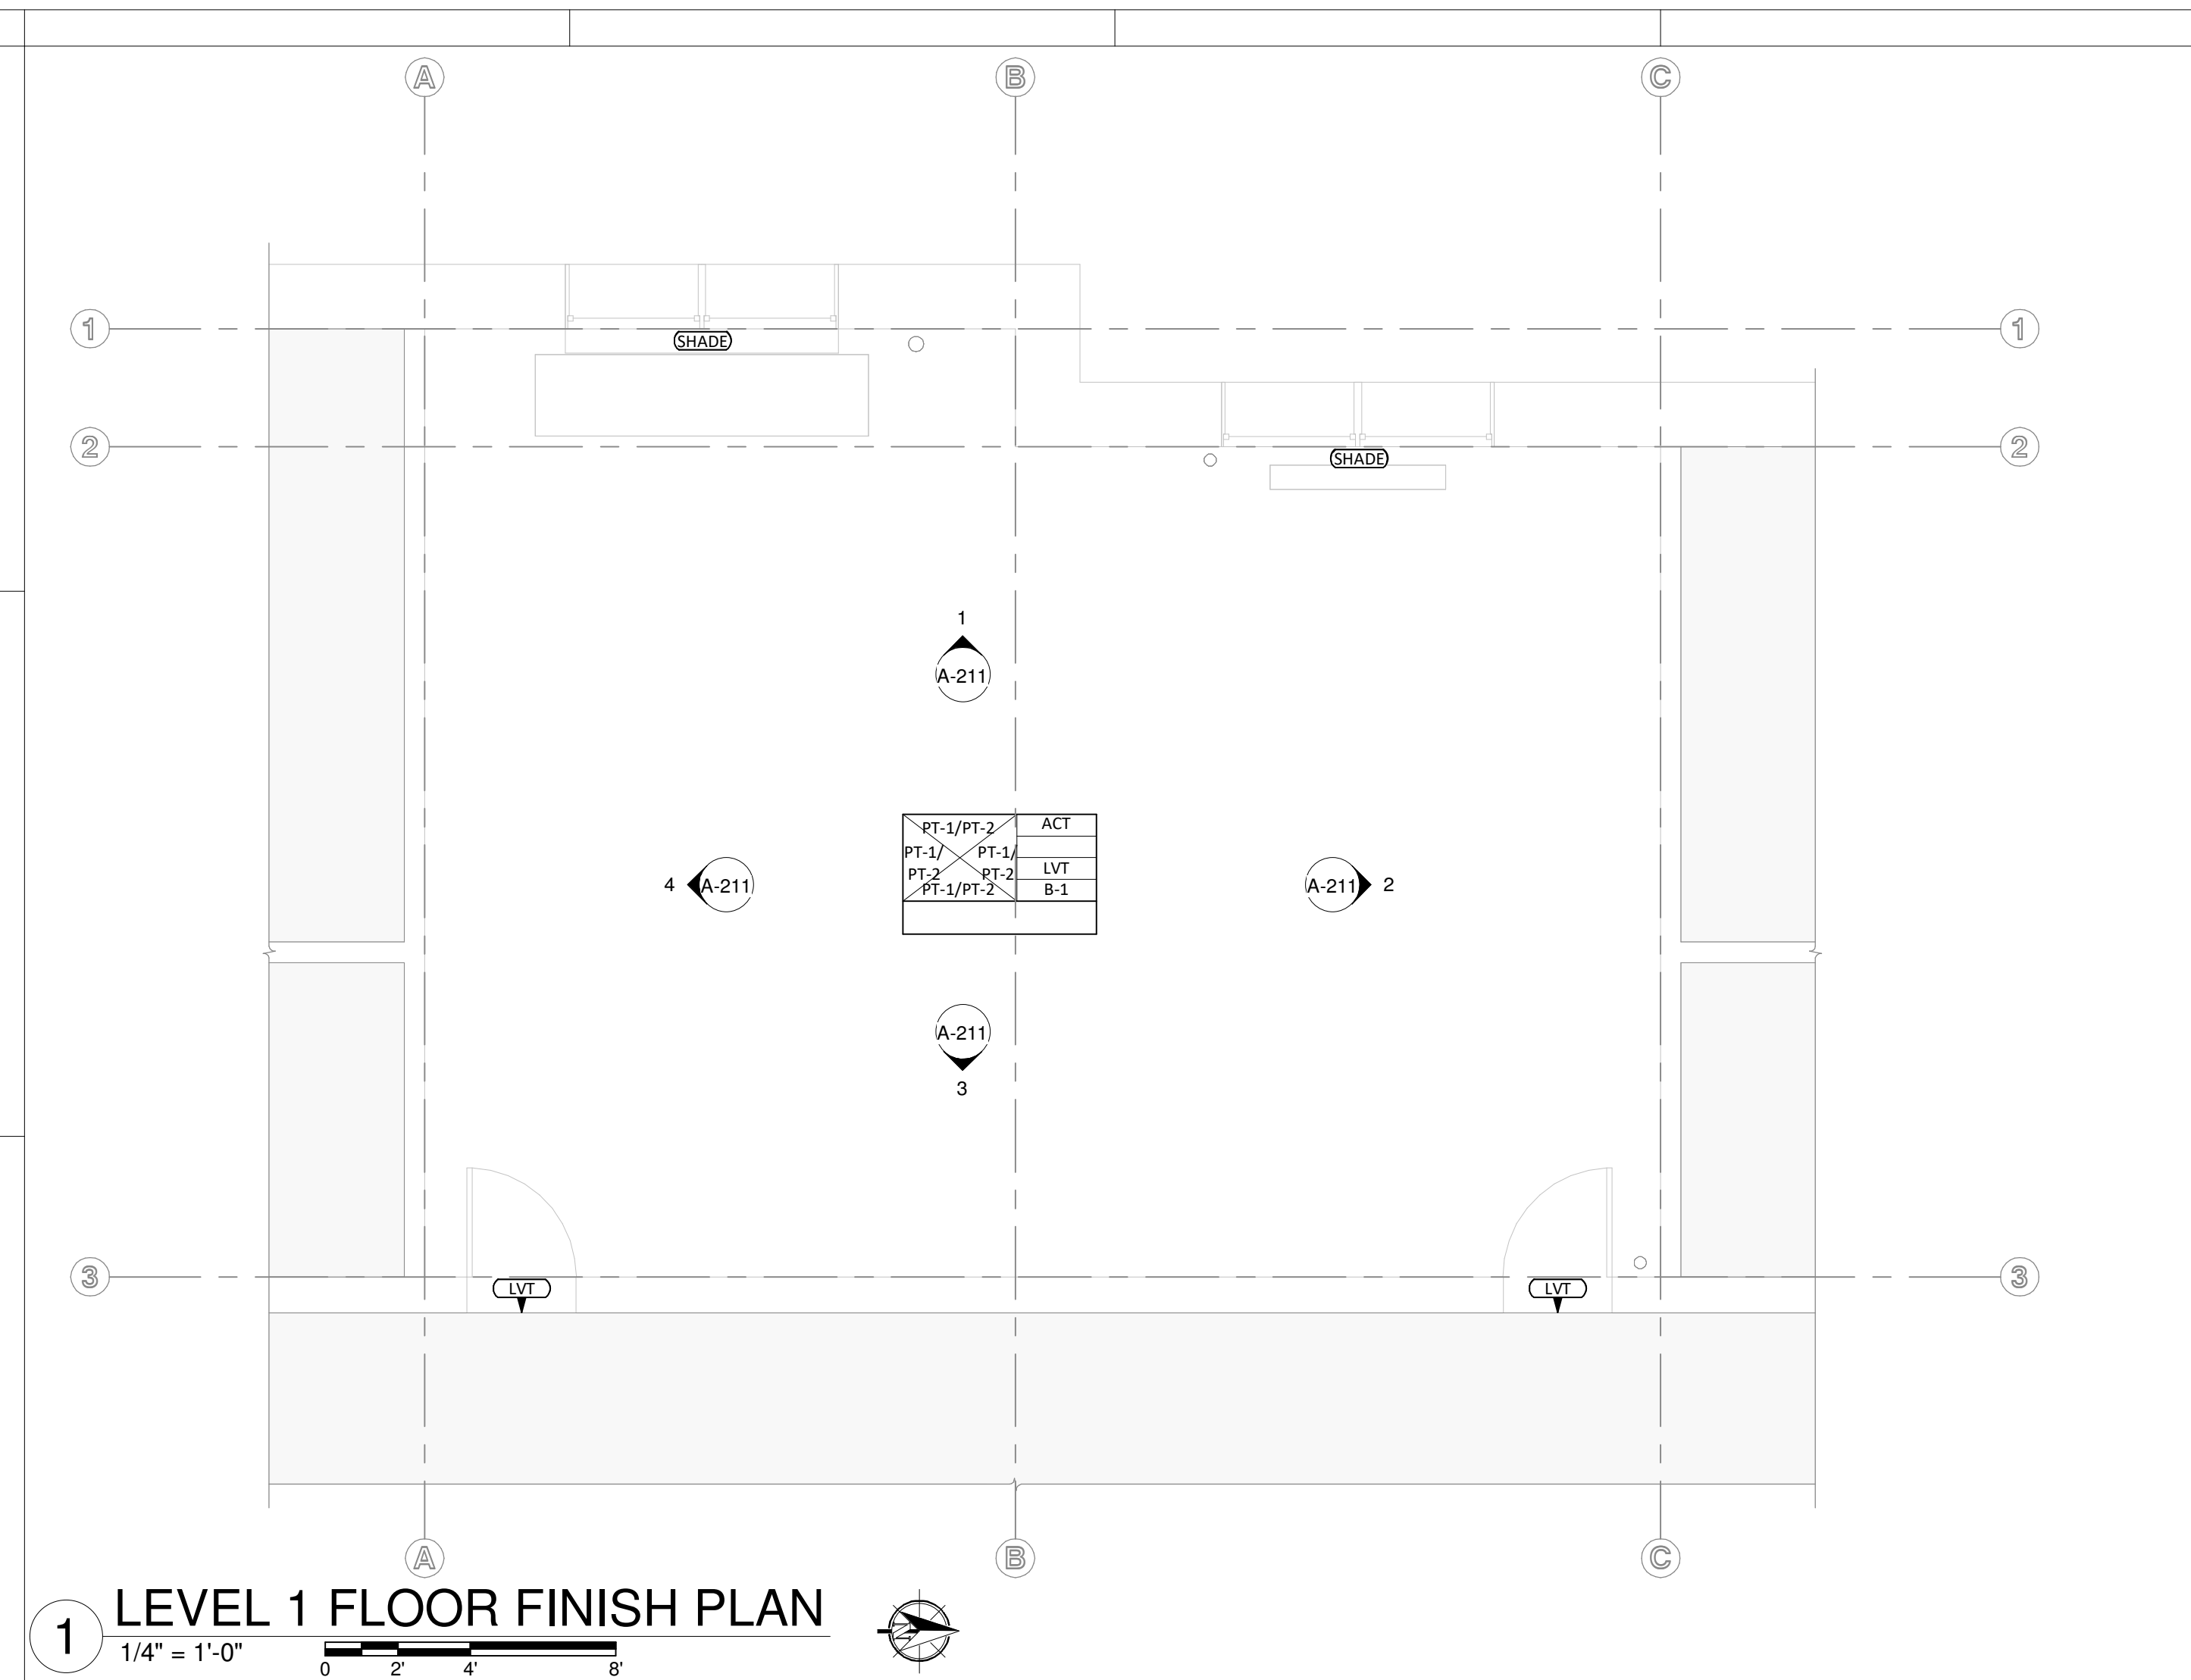 A B C
1 1
SHADE
2 2
SHADE
1
A-211
PT-1/PT-2 ACT
PT-1/ PT-1/
PT-2 PT-2 LVT
PT-1/PT-2 B-1
4 A-211
A-211 2
A-211
3
3 3
LVT LVT
A B C
1 LEVEL 1 FLOOR FINISH PLAN
1/4" = 1'-0"
0 2' 4' 8'
N